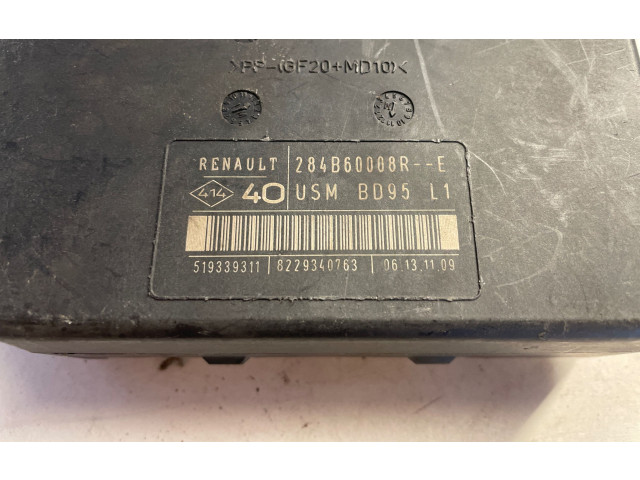 >PP-(GF20+MD10)<
RENAULT 284B60008R--E
414 40 USM BD95 L1
519339311 8229340763 06.13.11.09